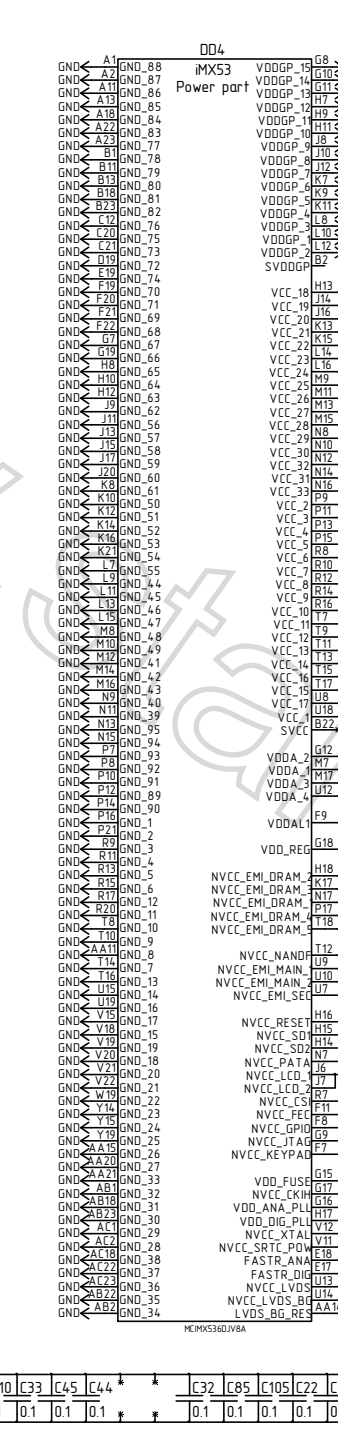 DD4
iMX53
Power part
GND A1 GND_88
GND A2 GND_87
GND A11 GND_86
GND A13 GND_85
GND A18 GND_84
GND A22 GND_83
GND A23 GND_77
GND B1 GND_78
GND B11 GND_79
GND B13 GND_80
GND B18 GND_81
GND B23 GND_82
GND C12 GND_76
GND C20 GND_75
GND C21 GND_73
GND D19 GND_72
GND E19 GND_74
GND F19 GND_70
GND F20 GND_71
GND F21 GND_69
GND F22 GND_68
GND G7 GND_67
GND G19 GND_66
GND H8 GND_65
GND H10 GND_64
GND H12 GND_63
GND J9 GND_62
GND J11 GND_56
GND J13 GND_57
GND J15 GND_58
GND J17 GND_59
GND J20 GND_60
GND K8 GND_61
GND K10 GND_50
GND K12 GND_51
GND K14 GND_52
GND K16 GND_53
GND K21 GND_54
GND L7 GND_55
GND L9 GND_44
GND L11 GND_45
GND L13 GND_46
GND L15 GND_47
GND M8 GND_48
GND M10 GND_49
GND M12 GND_41
GND M14 GND_42
GND M16 GND_43
GND N9 GND_40
GND N11 GND_39
GND N13 GND_95
GND N15 GND_94
GND P7 GND_93
GND P8 GND_92
GND P10 GND_91
GND P12 GND_89
GND P14 GND_90
GND P16 GND_1
GND P21 GND_2
GND R9 GND_3
GND R11 GND_4
GND R13 GND_5
GND R15 GND_6
GND R17 GND_12
GND R20 GND_11
GND T8 GND_10
GND T10 GND_9
GND AA11 GND_8
GND T14 GND_7
GND T16 GND_13
GND U15 GND_14
GND U19 GND_16
GND V15 GND_17
GND V18 GND_15
GND V19 GND_19
GND V20 GND_18
GND V21 GND_20
GND V22 GND_21
GND W19 GND_22
GND Y14 GND_23
GND Y15 GND_24
GND Y19 GND_25
GND AA15 GND_26
GND AA20 GND_27
GND AA21 GND_33
GND AB1 GND_32
GND AB18 GND_31
GND AB23 GND_30
GND AC1 GND_29
GND AC2 GND_28
GND AC18 GND_38
GND AC22 GND_37
GND AC23 GND_36
GND AB22 GND_35
GND AB2 GND_34
VDDGP_15 G8
VDDGP_14 G10
VDDGP_13 G11
VDDGP_12 H7
VDDGP_11 H9
VDDGP_10 H11
VDDGP_9 J8
VDDGP_8 J10
VDDGP_7 J12
VDDGP_6 K7
VDDGP_5 K9
VDDGP_4 K11
VDDGP_3 L8
VDDGP_1 L10
VDDGP_2 L12
SVDDGP B2
VCC_18 H13
VCC_19 J14
VCC_20 J16
VCC_21 K13
VCC_22 K15
VCC_23 L14
VCC_24 L16
VCC_25 M9
VCC_26 M11
VCC_27 M13
VCC_28 M15
VCC_29 N8
VCC_30 N10
VCC_32 N12
VCC_31 N14
VCC_33 N16
VCC_2 P9
VCC_3 P11
VCC_4 P13
VCC_5 P15
VCC_6 R8
VCC_7 R10
VCC_8 R12
VCC_9 R14
VCC_10 R16
VCC_11 T7
VCC_12 T9
VCC_13 T11
VCC_14 T13
VCC_16 T15
VCC_15 T17
VCC_17 U8
VCC_1 U18
SVCC B22
VDDA_2 G12
VDDA_1 M7
VDDA_3 M17
VDDA_4 U12
VDDAL1 F9
VDD_REG G18
NVCC_EMI_DRAM_2 H18
NVCC_EMI_DRAM_3 K17
NVCC_EMI_DRAM_ N17
NVCC_EMI_DRAM_4 P17
NVCC_EMI_DRAM_5 T18
NVCC_NANDF T12
NVCC_EMI_MAIN_1 U9
NVCC_EMI_MAIN_2 U10
NVCC_EMI_SEC U7
NVCC_RESET H16
NVCC_SD1 H15
NVCC_SD2 H14
NVCC_PATA N7
NVCC_LCD_1 J6
NVCC_LCD_2 J7
NVCC_CSI R7
NVCC_FEC F11
NVCC_GPIO F8
NVCC_JTAG G9
NVCC_KEYPAD F7
VDD_FUSE G15
NVCC_CKIH G17
VDD_ANA_PLL G16
VDD_DIG_PLL H17
NVCC_XTAL V12
NVCC_SRTC_POW V11
FASTR_ANA E18
FASTR_DIG E17
NVCC_LVDS U13
NVCC_LVDS_BG U14
LVDS_BG_RES AA14
MCIMX536DJV8A
10 C33 C45 C44 * * C32 C85 C105 C22 C
0.1 0.1 0.1 * * 0.1 0.1 0.1 0.1